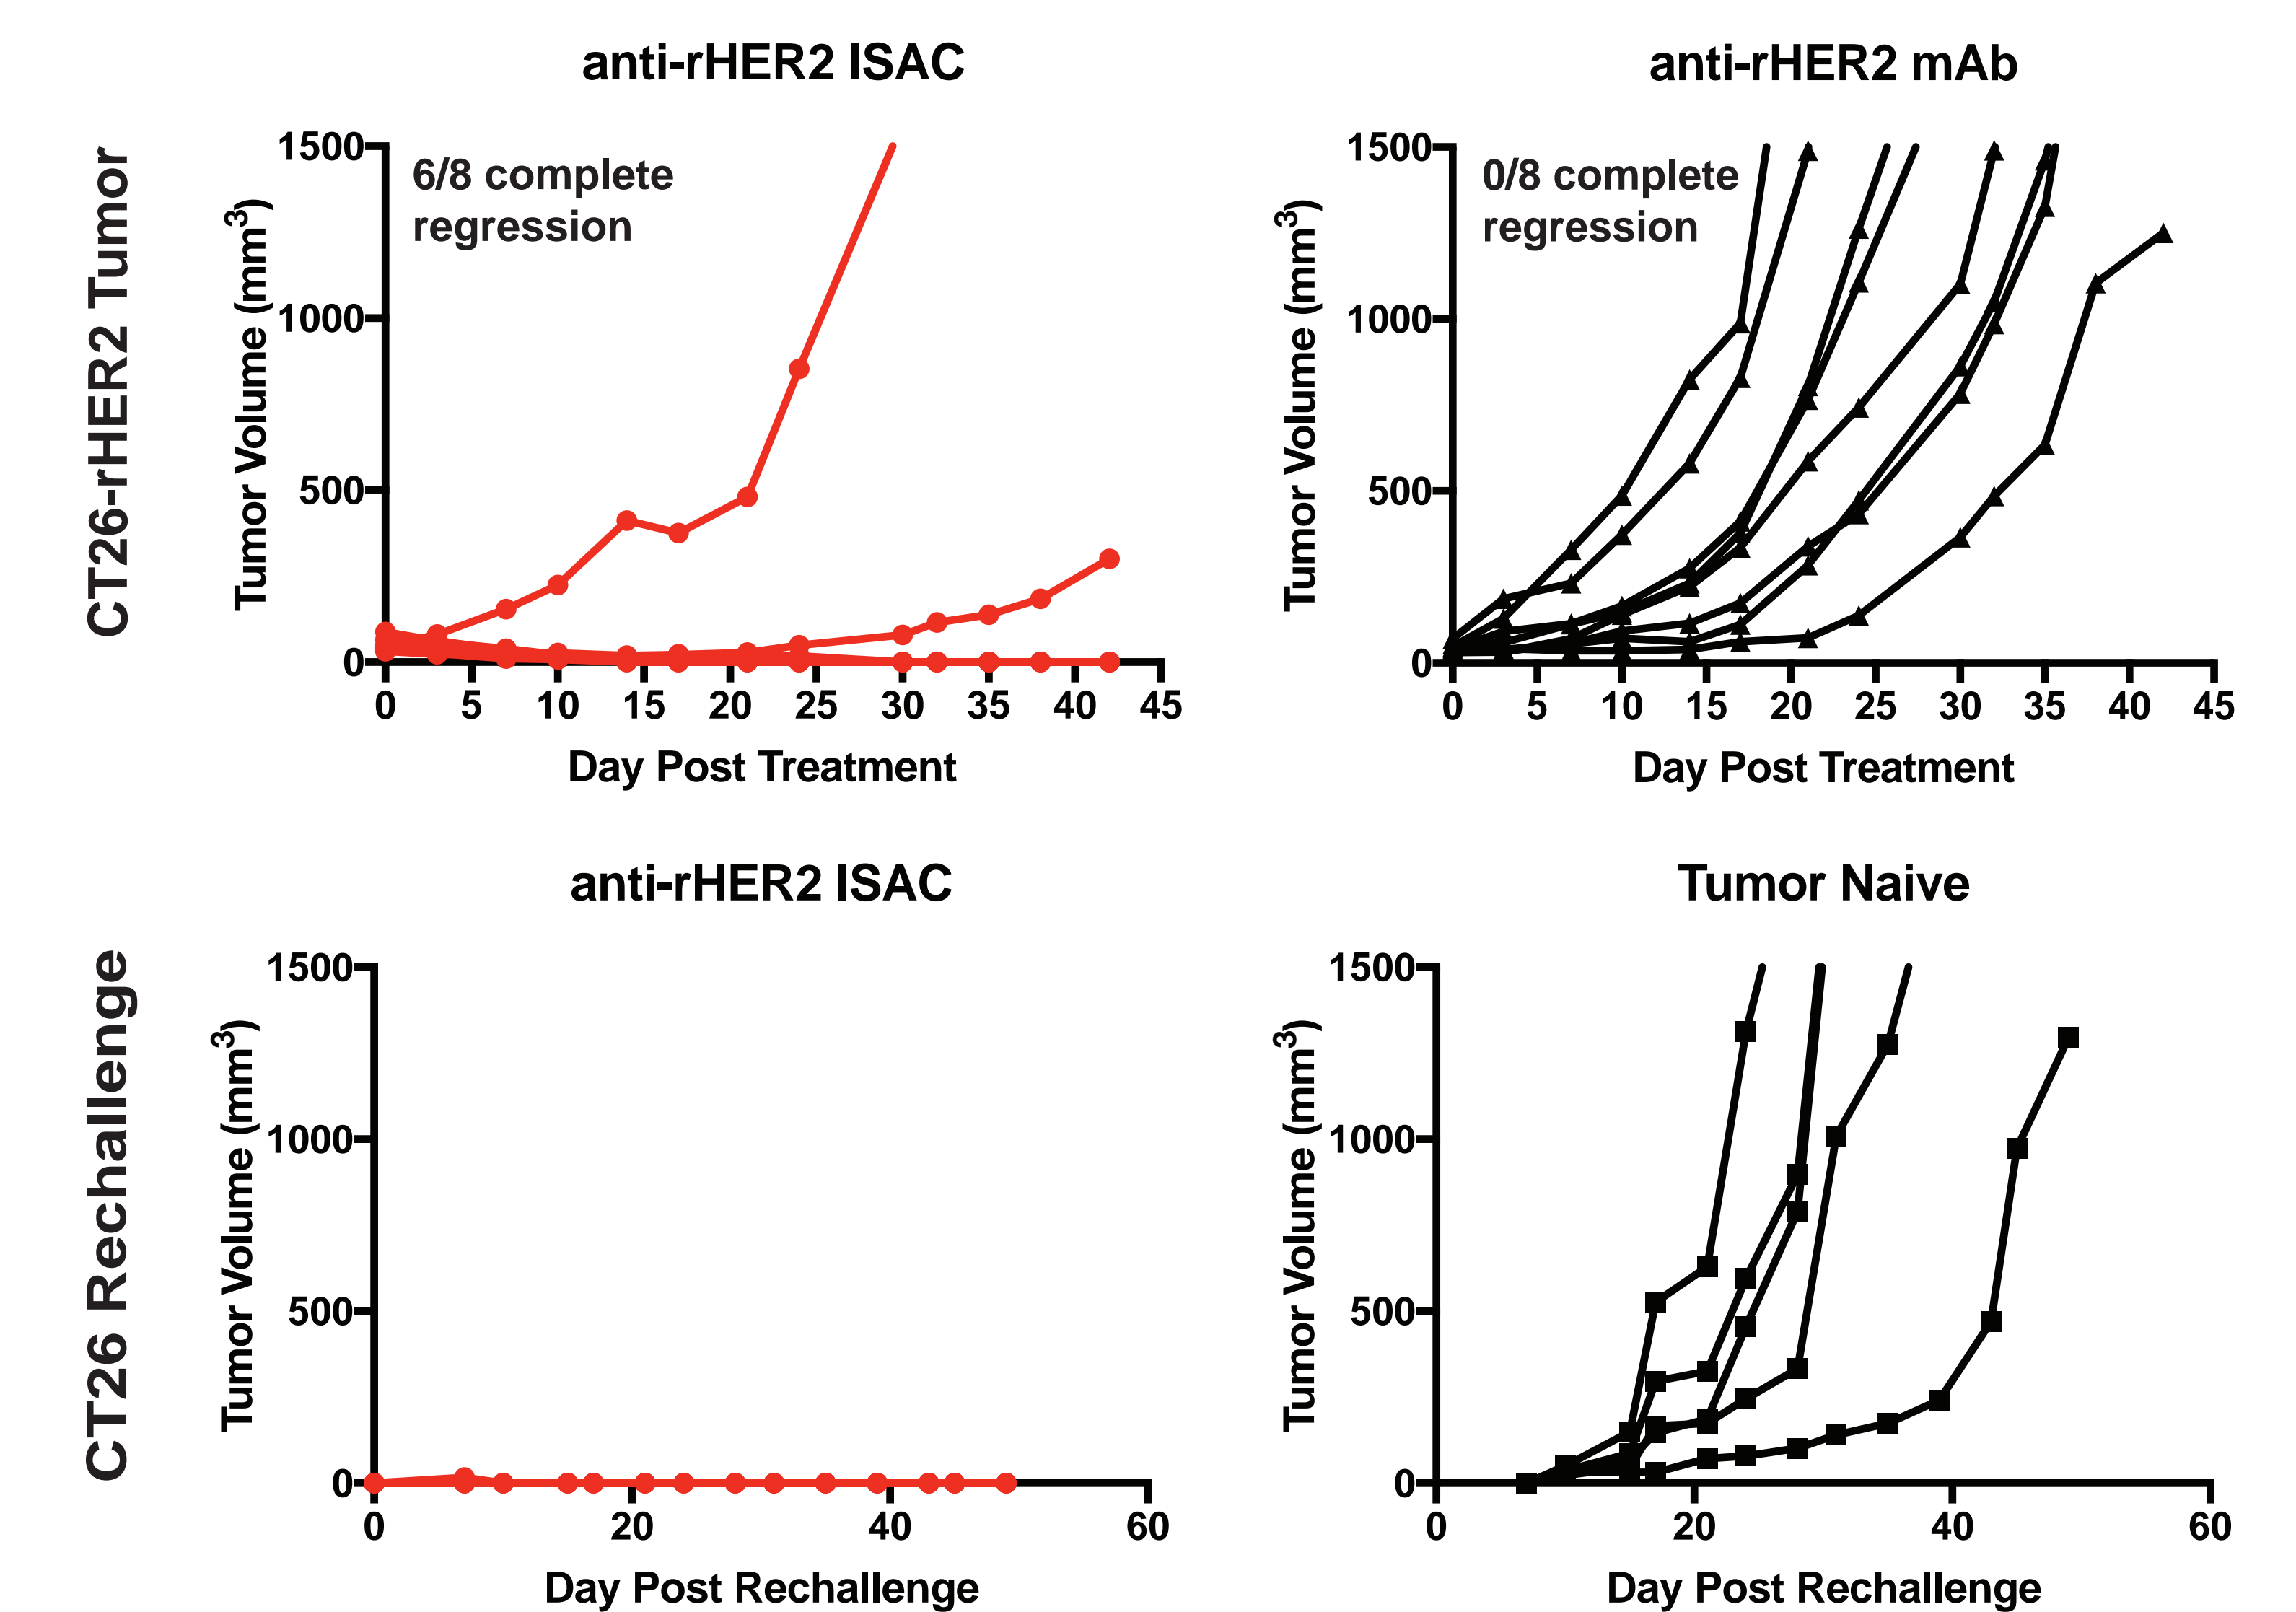 anti-rHER2 ISAC
CT26-rHER2 Tumor
Tumor Volume (mm³)
1500
1000
500
0
6/8 complete
regression
0 5 10 15 20 25 30 35 40 45
Day Post Treatment
anti-rHER2 mAb
Tumor Volume (mm³)
1500
1000
500
0
0/8 complete
regression
0 5 10 15 20 25 30 35 40 45
Day Post Treatment
anti-rHER2 ISAC
CT26 Rechallenge
Tumor Volume (mm³)
1500
1000
500
0
0 20 40 60
Day Post Rechallenge
Tumor Naive
Tumor Volume (mm³)
1500
1000
500
0
0 20 40 60
Day Post Rechallenge